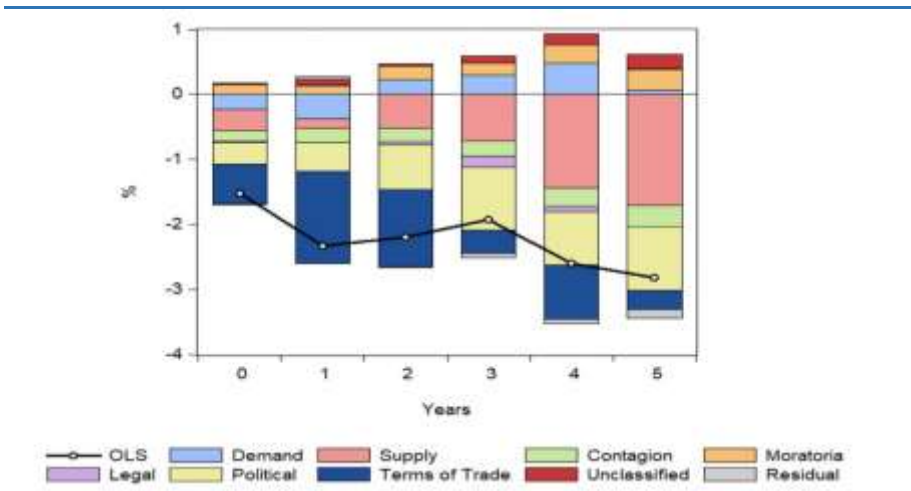 1
0
-1
-2
-3
-4
%
0 1 2 3 4 5
Years
OLS Demand Supply Contagion Moratoria
Legal Political Terms of Trade Unclassified Residual